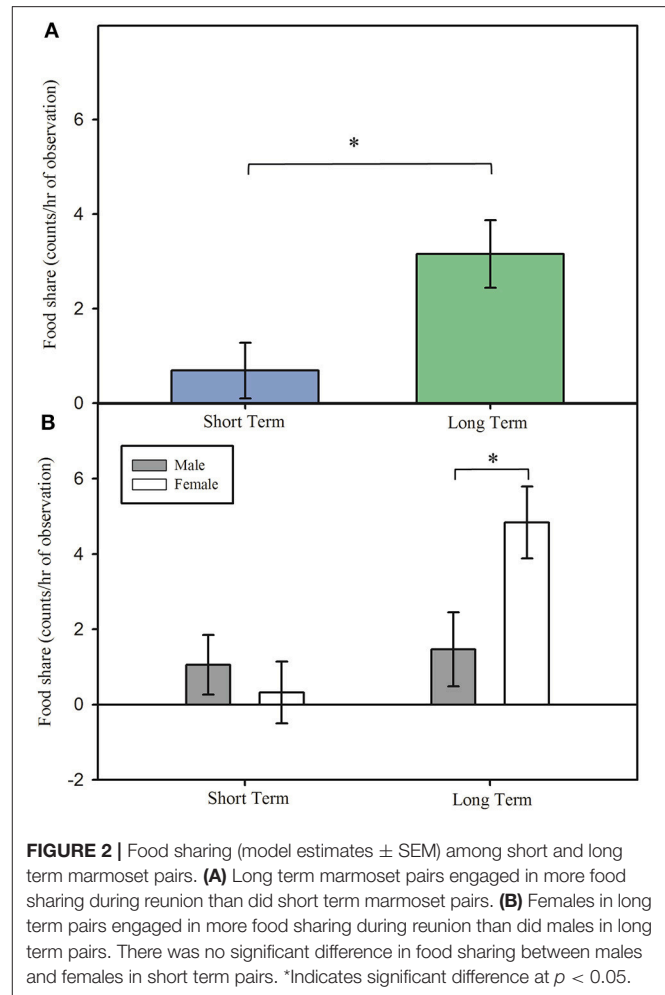 A
Food share (counts/hr of observation)
6
4
2
0
*
Short Term
Long Term
B
Male
Female
Food share (counts/hr of observation)
6
4
2
0
-2
*
Short Term
Long Term
FIGURE 2 | Food sharing (model estimates ± SEM) among short and long
term marmoset pairs. (A) Long term marmoset pairs engaged in more food
sharing during reunion than did short term marmoset pairs. (B) Females in long
term pairs engaged in more food sharing during reunion than did males in long
term pairs. There was no significant difference in food sharing between males
and females in short term pairs. *Indicates significant difference at p < 0.05.